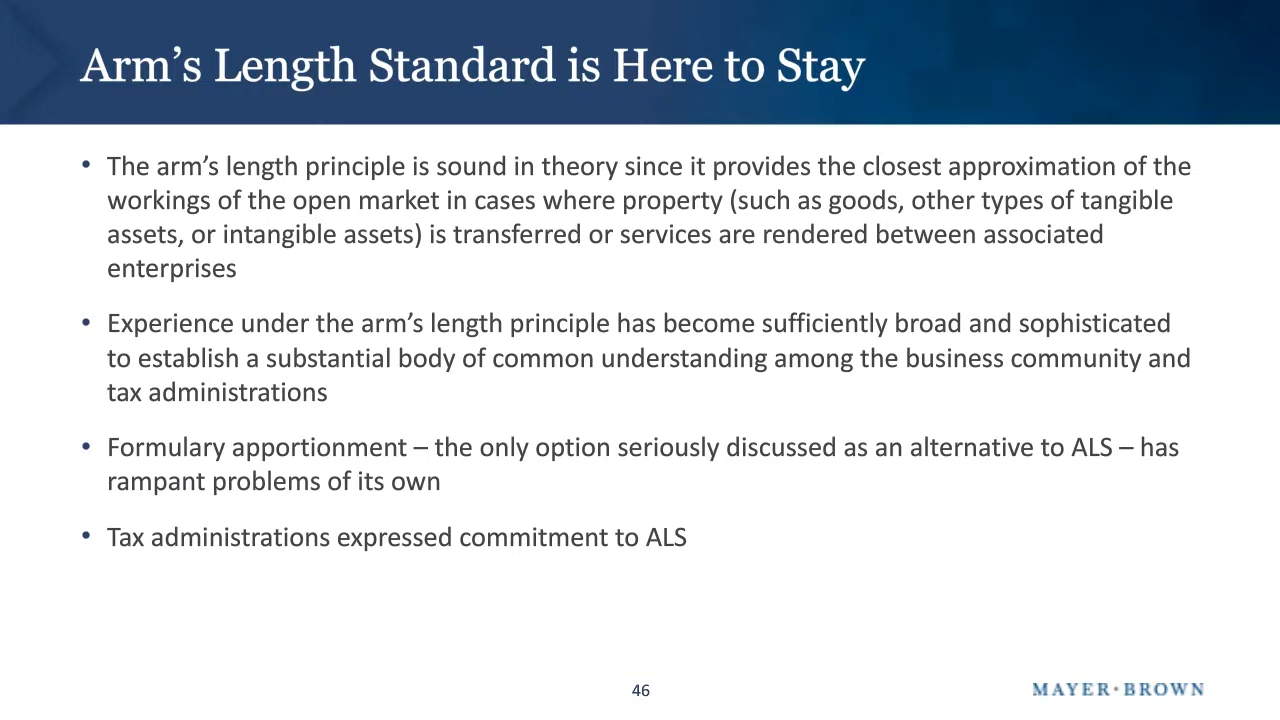 Arm’s Length Standard is Here to Stay
• The arm’s length principle is sound in theory since it provides the closest approximation of the
workings of the open market in cases where property (such as goods, other types of tangible
assets, or intangible assets) is transferred or services are rendered between associated
enterprises
• Experience under the arm’s length principle has become sufficiently broad and sophisticated
to establish a substantial body of common understanding among the business community and
tax administrations
• Formulary apportionment – the only option seriously discussed as an alternative to ALS – has
rampant problems of its own
• Tax administrations expressed commitment to ALS
46
MAYER•BROWN